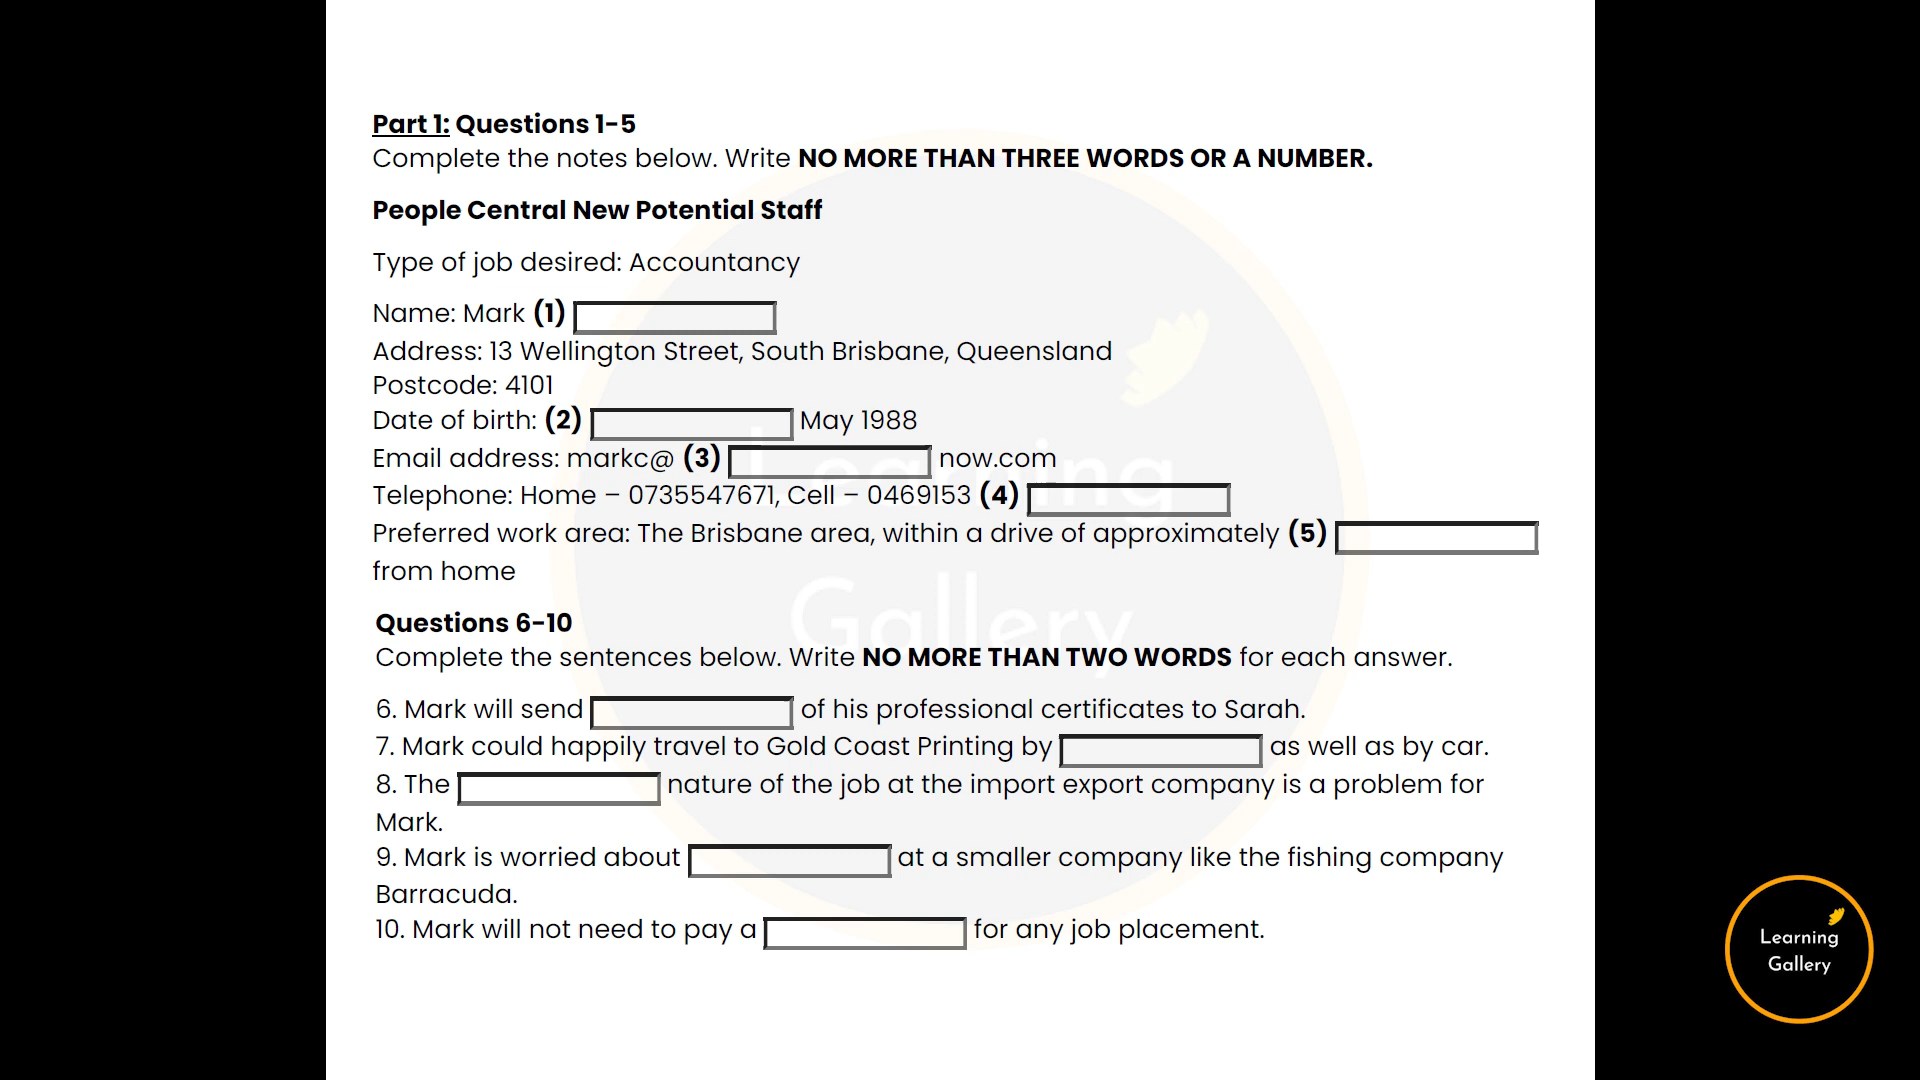 Part 1: Questions 1-5
Complete the notes below. Write NO MORE THAN THREE WORDS OR A NUMBER.
People Central New Potential Staff
Type of job desired: Accountancy
Name: Mark (1)
Address: 13 Wellington Street, South Brisbane, Queensland
Postcode: 4101
Date of birth: (2) May 1988
Email address: markc@ (3) now.com
Telephone: Home – 0735547671, Cell – 0469153 (4)
Preferred work area: The Brisbane area, within a drive of approximately (5)
from home
Questions 6-10
Complete the sentences below. Write NO MORE THAN TWO WORDS for each answer.
6. Mark will send of his professional certificates to Sarah.
7. Mark could happily travel to Gold Coast Printing by as well as by car.
8. The nature of the job at the import export company is a problem for
Mark.
9. Mark is worried about at a smaller company like the fishing company
Barracuda.
10. Mark will not need to pay a for any job placement.
Learning
Gallery
Learning
Gallery